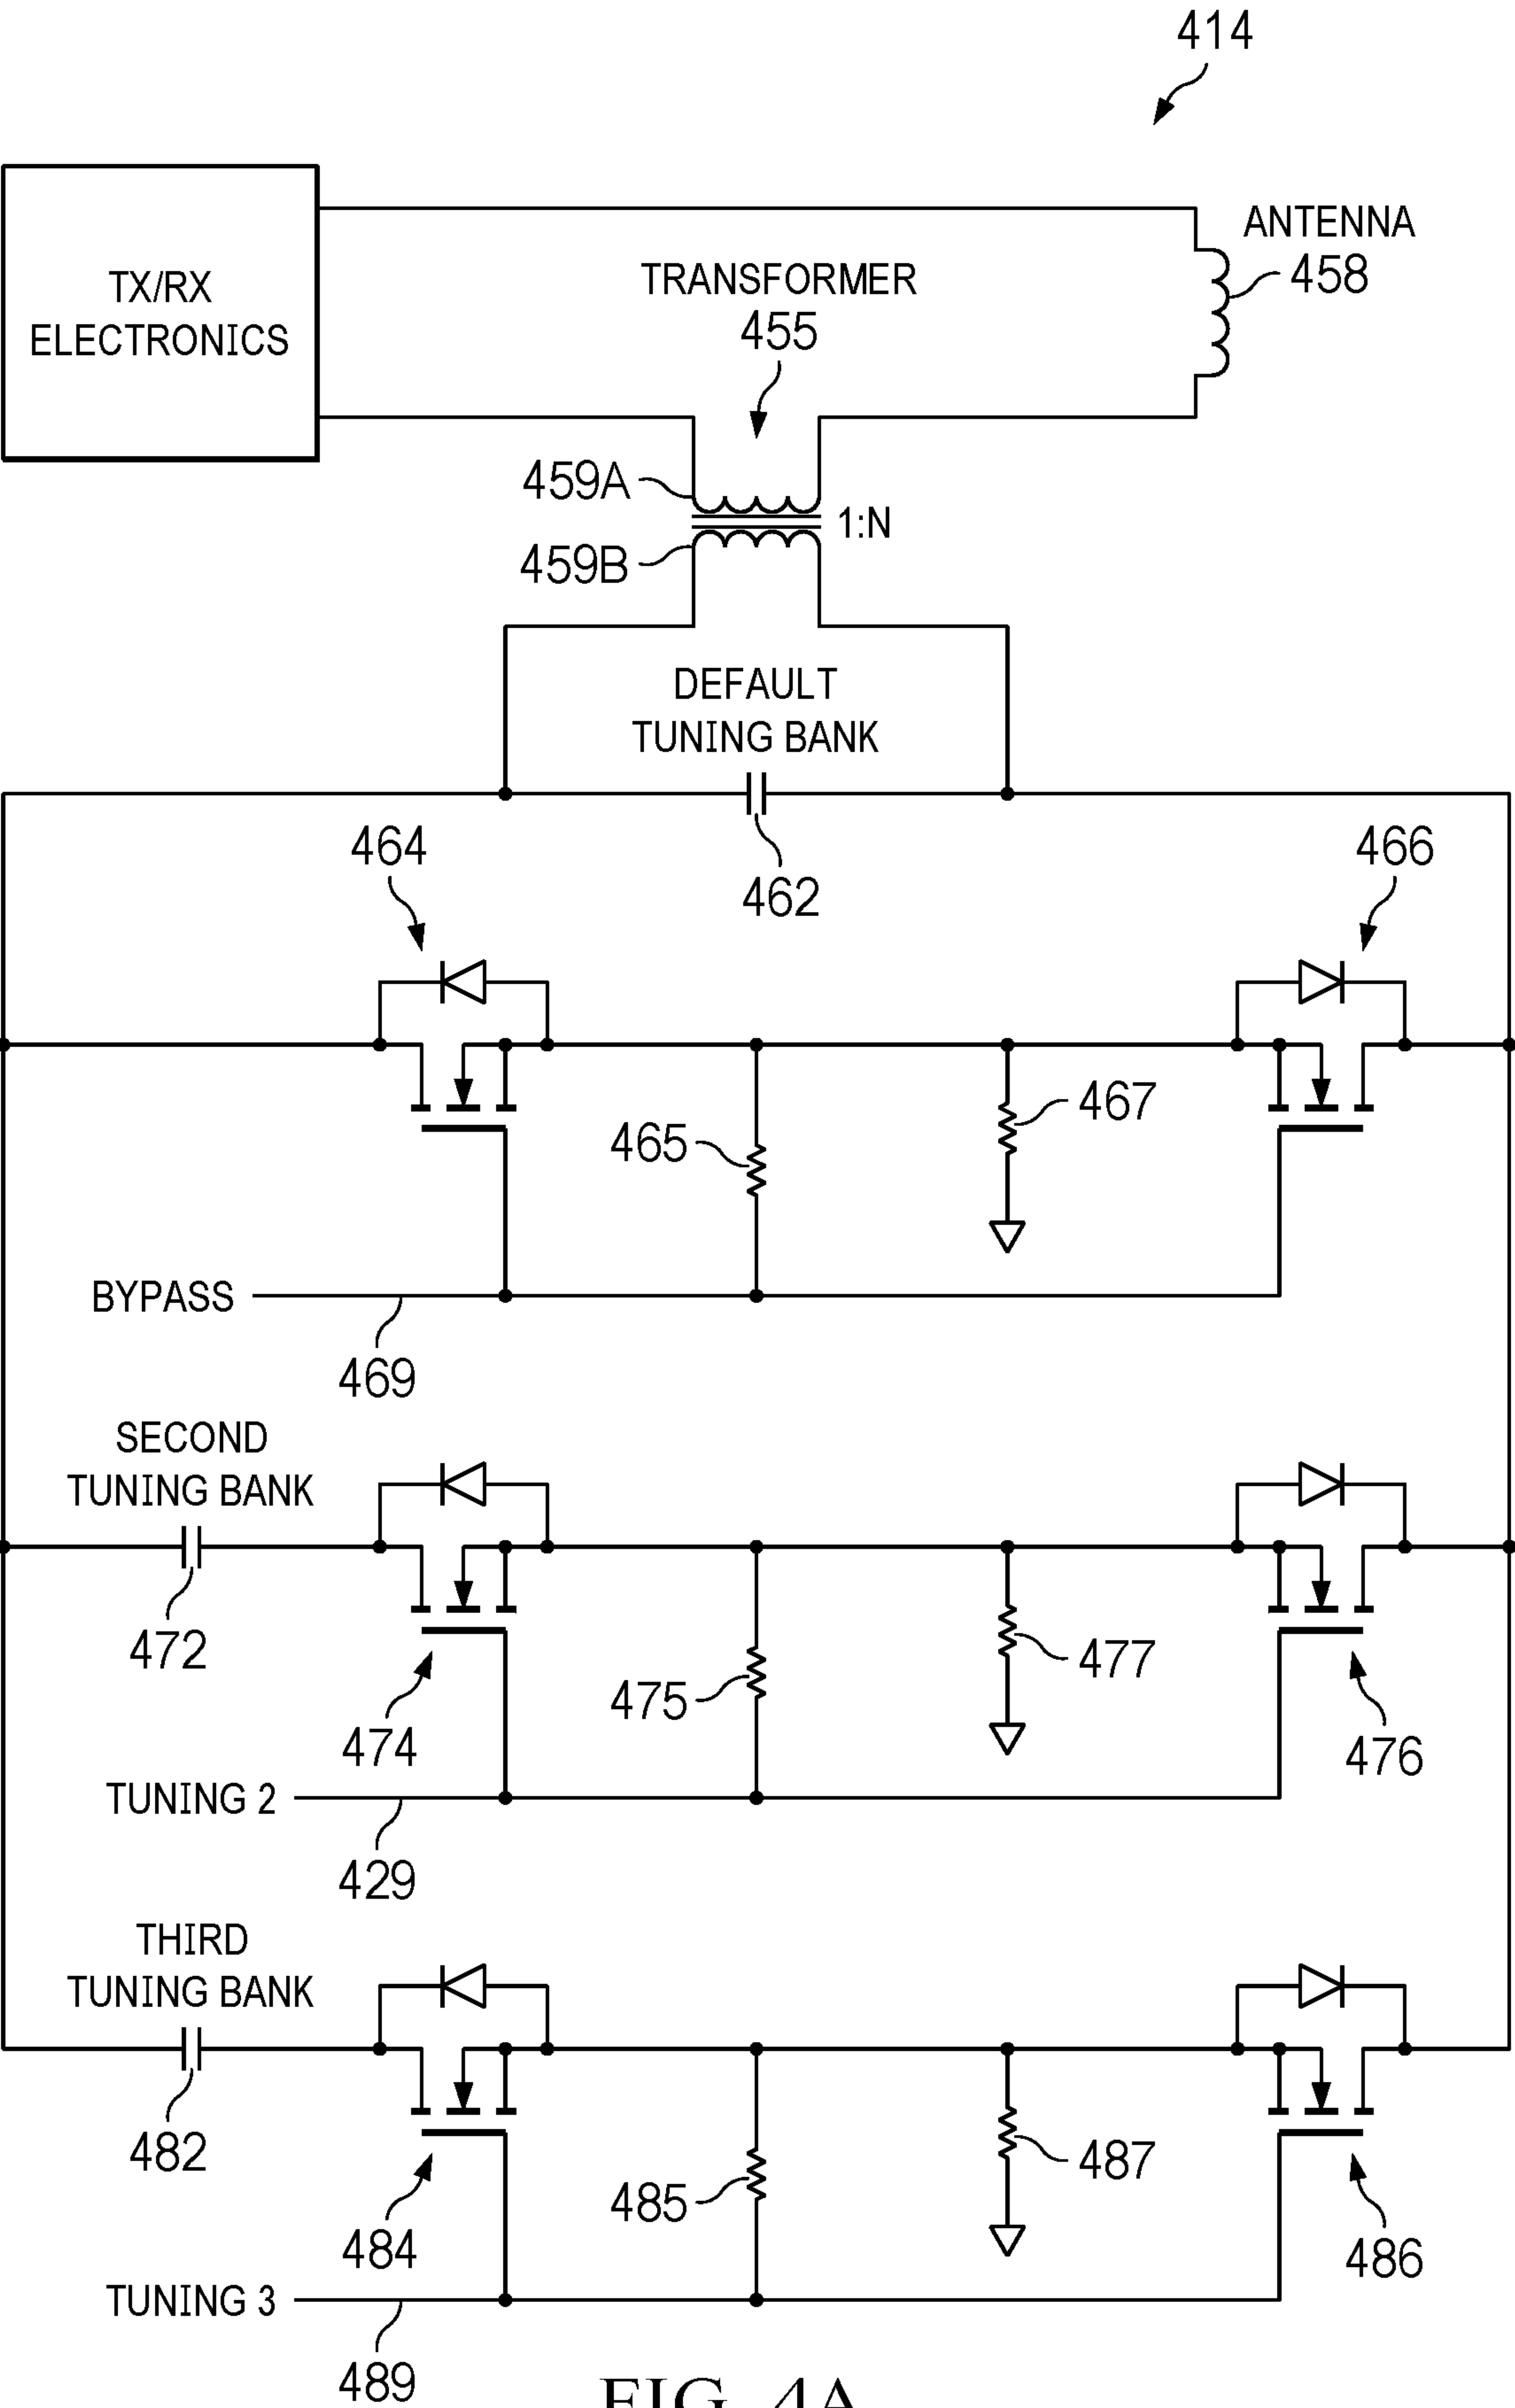 414
TX/RX
ELECTRONICS
TRANSFORMER
455
ANTENNA
458
459A
1:N
459B
DEFAULT
TUNING BANK
462
464
466
465
467
BYPASS
469
SECOND
TUNING BANK
472
474
475
477
476
TUNING 2
429
THIRD
TUNING BANK
482
484
485
487
486
TUNING 3
489
FIG. 4A